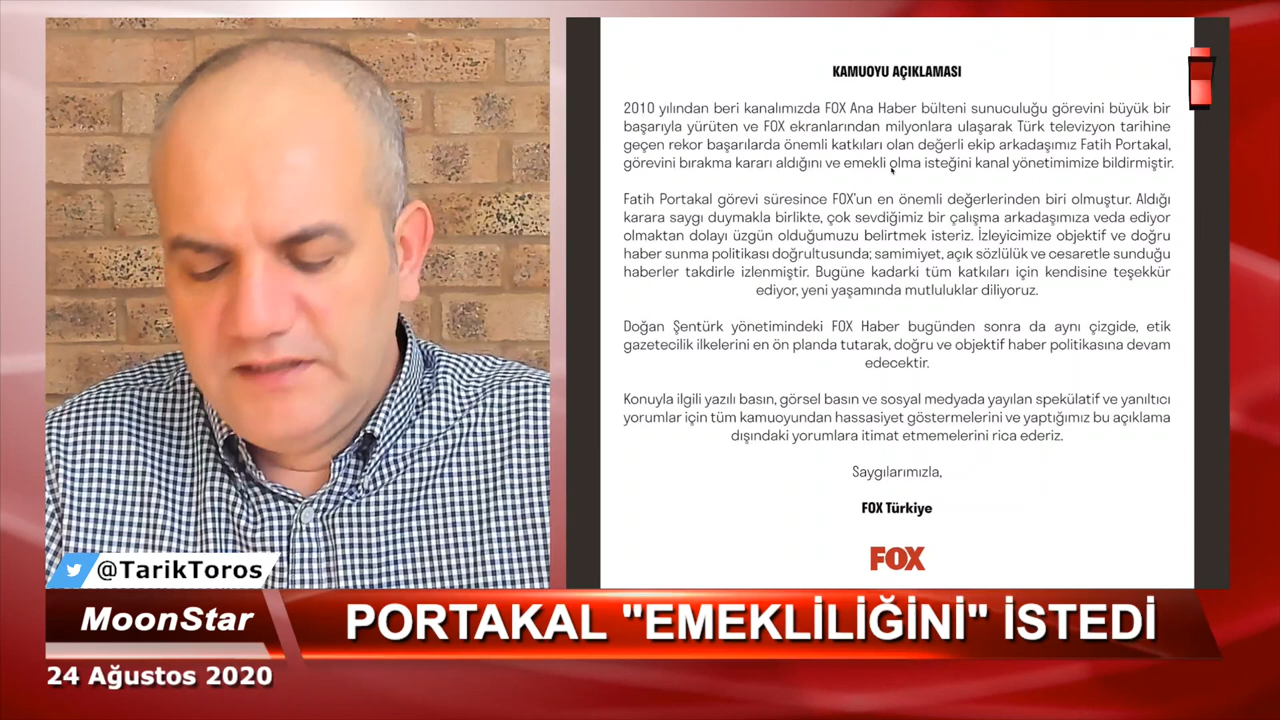 KAMUOYU AÇIKLAMASI
2010 yılından beri kanalımızda FOX Ana Haber bülteni sunuculuğu görevini büyük bir
başarıyla yürüten ve FOX ekranlarından milyonlara ulaşarak Türk televizyon tarihine
geçen rekor başarılarda önemli katkıları olan değerli ekip arkadaşımız Fatih Portakal,
görevini bırakma kararı aldığını ve emekli olma isteğini kanal yönetimimize bildirmiştir.
Fatih Portakal görevi süresince FOX'un en önemli değerlerinden biri olmuştur. Aldığı
karara saygı duymakla birlikte, çok sevdiğimiz bir çalışma arkadaşımıza veda ediyor
olmaktan dolayı üzgün olduğumuzu belirtmek isteriz. İzleyicimize objektif ve doğru
haber sunma politikası doğrultusunda; samimiyet, açık sözlülük ve cesaretle sunduğu
haberler takdirle izlenmiştir. Bugüne kadarki tüm katkıları için kendisine teşekkür
ediyor, yeni yaşamında mutluluklar diliyoruz.
Doğan Şentürk yönetimindeki FOX Haber bugünden sonra da aynı çizgide, etik
gazetecilik ilkelerini en ön planda tutarak, doğru ve objektif haber politikasına devam
edecektir.
Konuyla ilgili yazılı basın, görsel basın ve sosyal medyada yayılan spekülatif ve yanıltıcı
yorumlar için tüm kamuoyundan hassasiyet göstermelerini ve yaptığımız bu açıklama
dışındaki yorumlara itimat etmemelerini rica ederiz.
Saygılarımızla,
FOX Türkiye
FOX
@TarikToros
MoonStar
PORTAKAL "EMEKLİLİĞİNİ" İSTEDİ
24 Ağustos 2020